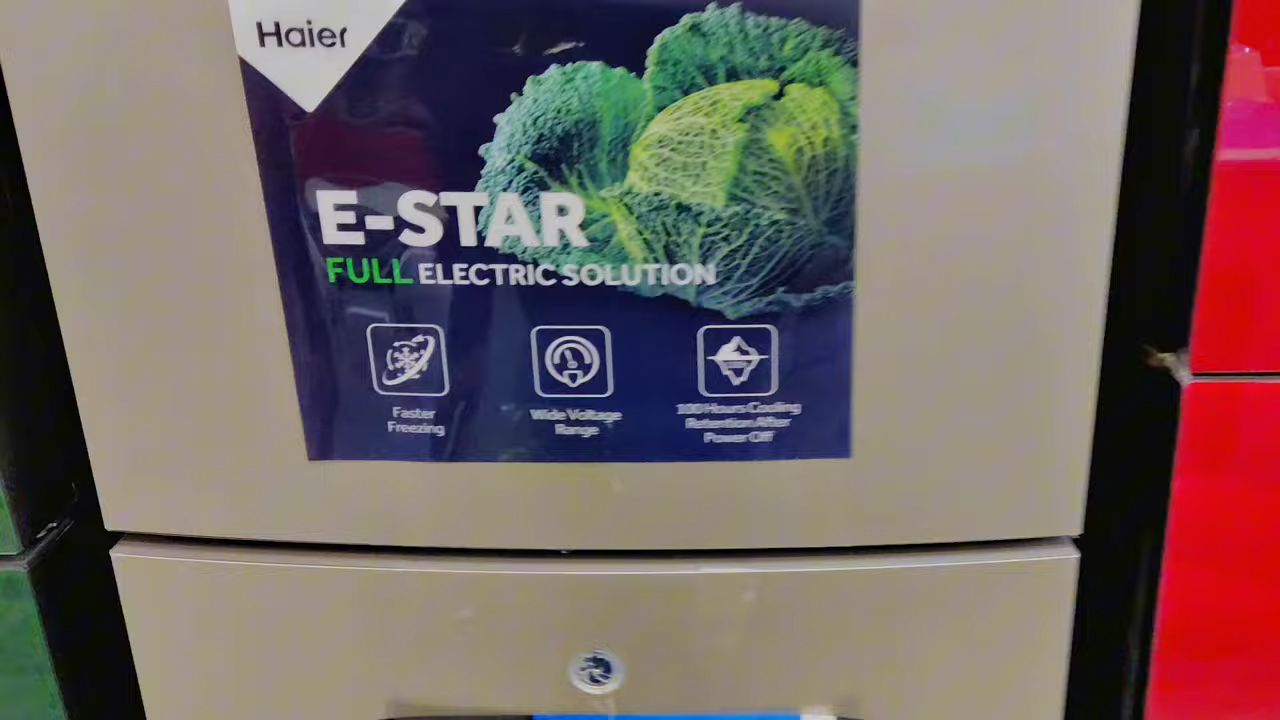 Haier
E-STAR
FULL ELECTRIC SOLUTION
Faster
Freezing
Wide Voltage
Range
100 Hours Cooling
Retention After
Power Off